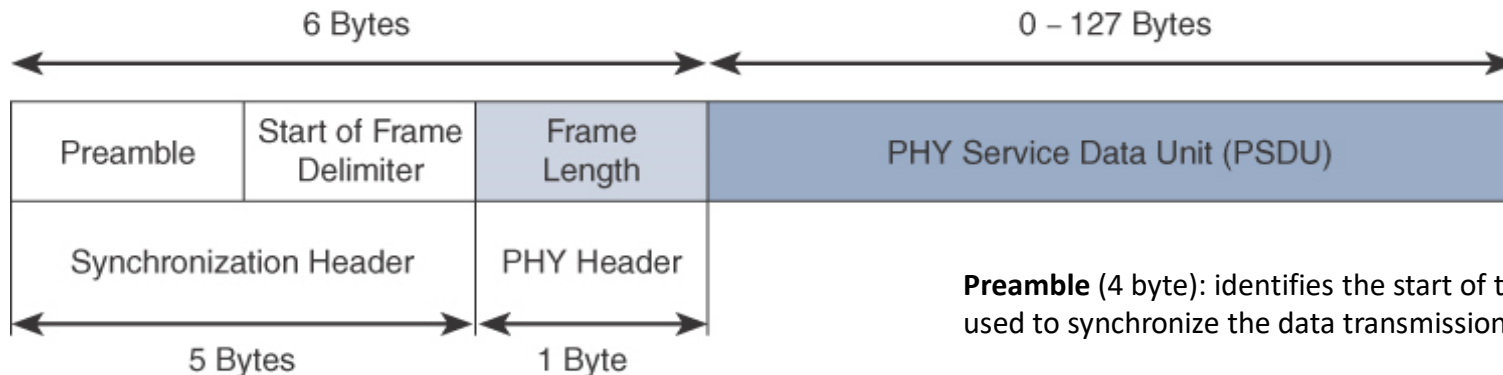 6 Bytes
0 – 127 Bytes
Preamble
Start of Frame
Delimiter
Frame
Length
PHY Service Data Unit (PSDU)
Synchronization Header
PHY Header
5 Bytes
1 Byte
Preamble (4 byte): identifies the start of
used to synchronize the data transmission